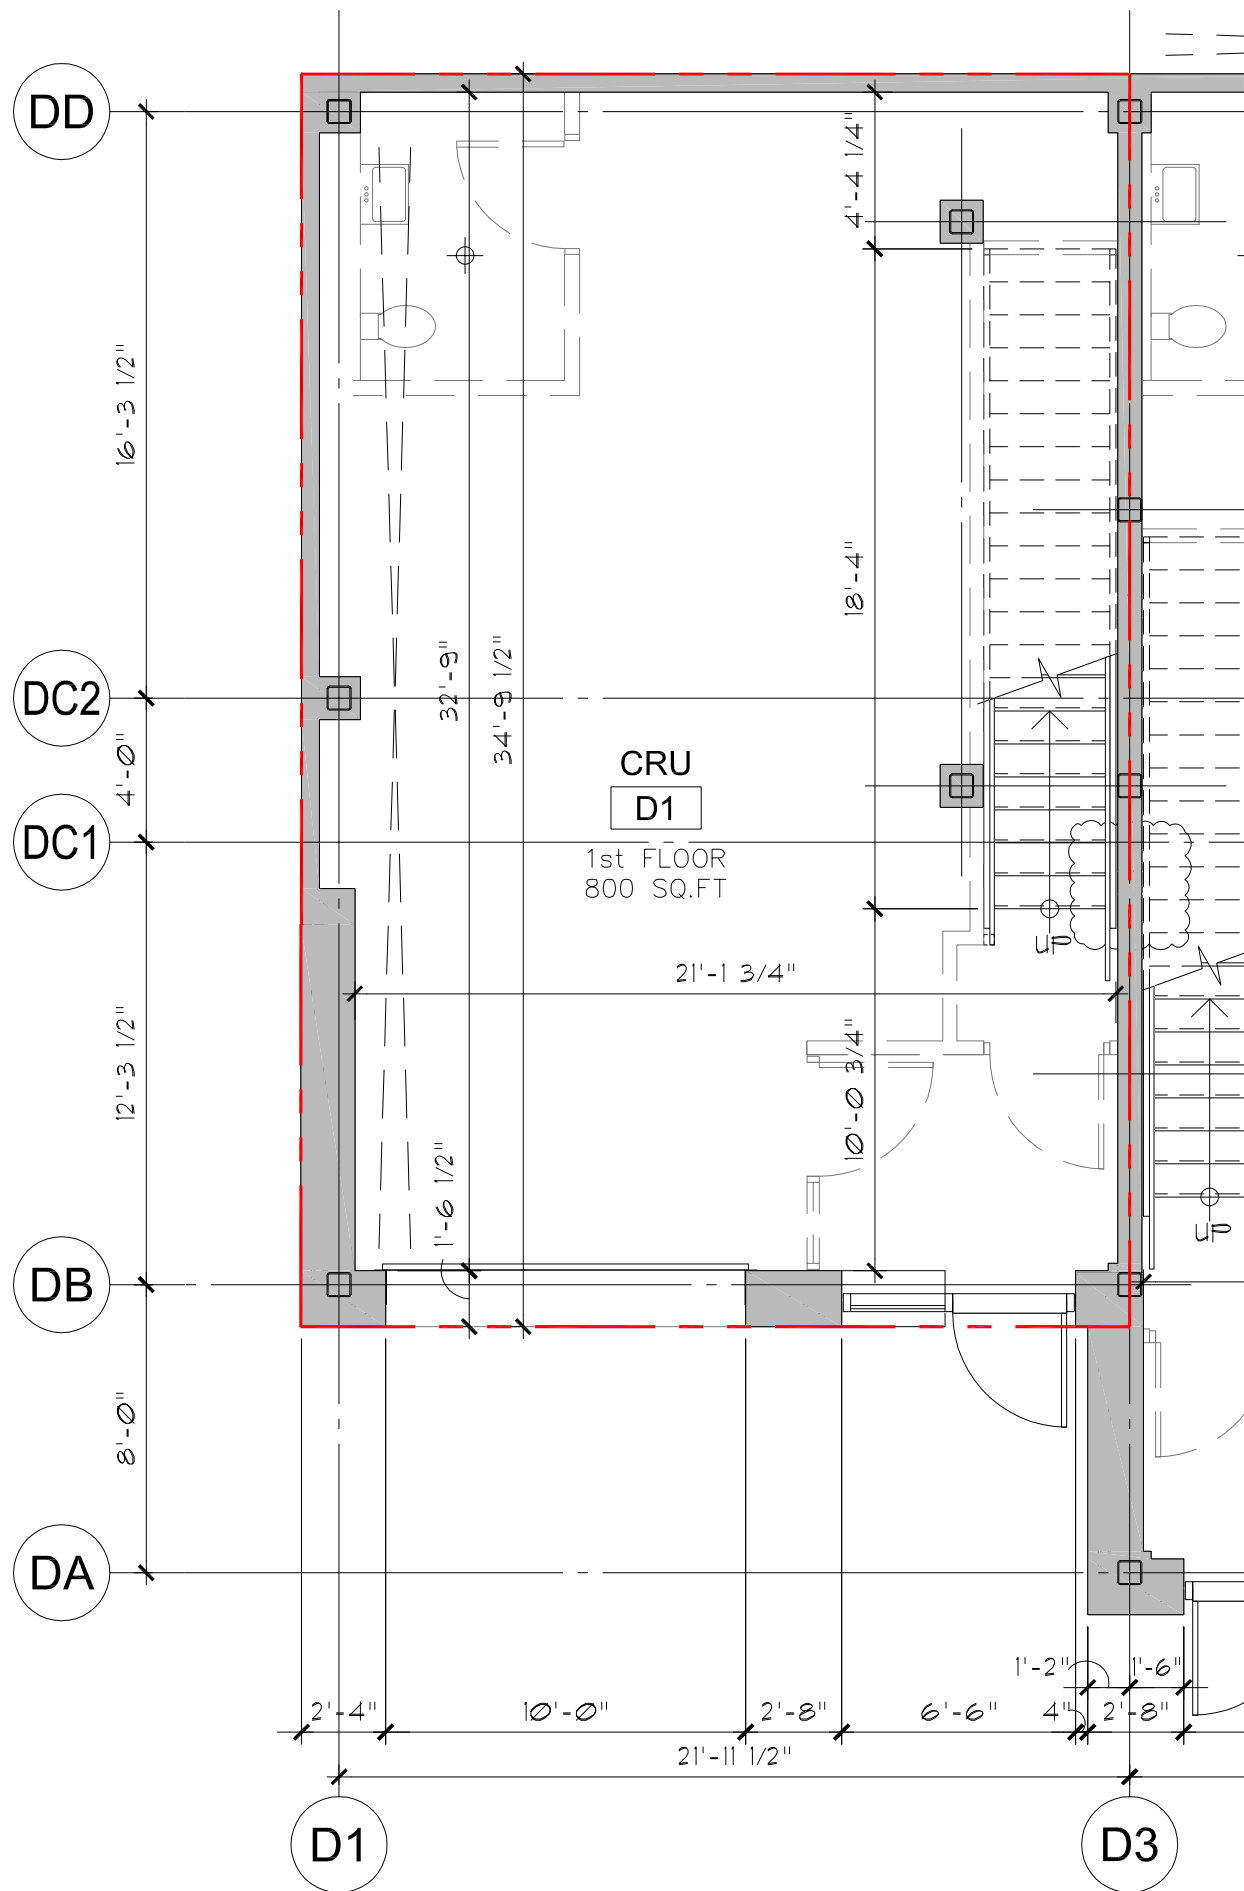 DD
4'-4 1/4"
16'-3 1/2"
18'-4"
32'-9"
34'-9 1/2"
DC2
4'-0"
CRU
D1
DC1
1st FLOOR
800 SQ.FT
UP
21'-1 3/4"
12'-3 1/2"
10'-0 3/4"
1'-6 1/2"
UP
DB
8'-0"
DA
1'-2" 1'-6"
2'-4" 10'-0" 2'-8" 6'-6" 4" 2'-8"
21'-11 1/2"
D1 D3